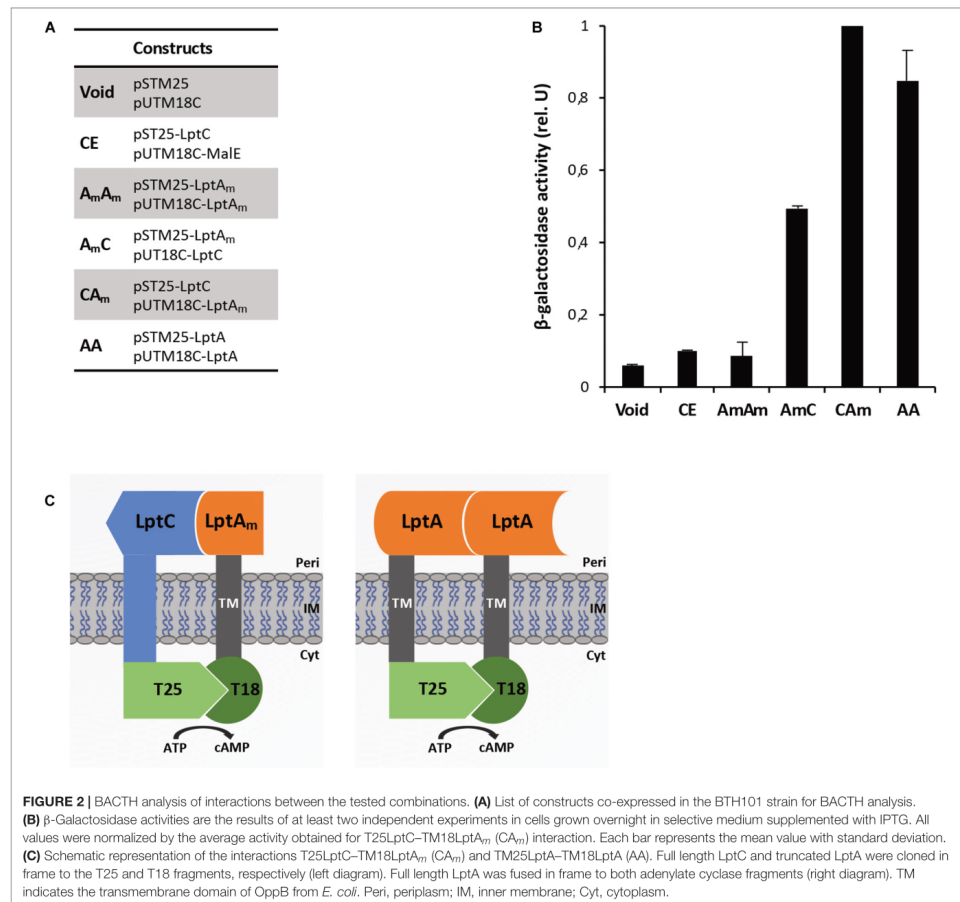 A
Constructs
Void
pSTM25
pUTM18C
CE
pST25-LptC
pUTM18C-MalE
AmAm
pSTM25-LptAm
pUTM18C-LptAm
AmC
pSTM25-LptAm
pUT18C-LptC
CAm
pST25-LptC
pUTM18C-LptAm
AA
pSTM25-LptA
pUTM18C-LptA
B
β-galactosidase activity (rel. U)
1
0,8
0,6
0,4
0,2
0
Void CE AmAm AmC CAm AA
C
LptC LptAm
Peri
TM
IM
Cyt
T25 T18
ATP cAMP
LptA LptA
Peri
TM TM
IM
Cyt
T25 T18
ATP cAMP
FIGURE 2 | BACTH analysis of interactions between the tested combinations. (A) List of constructs co-expressed in the BTH101 strain for BACTH analysis.
(B) β-Galactosidase activities are the results of at least two independent experiments in cells grown overnight in selective medium supplemented with IPTG. All
values were normalized by the average activity obtained for T25LptC–TM18LptAm (CAm) interaction. Each bar represents the mean value with standard deviation.
(C) Schematic representation of the interactions T25LptC–TM18LptAm (CAm) and TM25LptA–TM18LptA (AA). Full length LptC and truncated LptA were cloned in
frame to the T25 and T18 fragments, respectively (left diagram). Full length LptA was fused in frame to both adenylate cyclase fragments (right diagram). TM
indicates the transmembrane domain of OppB from E. coli. Peri, periplasm; IM, inner membrane; Cyt, cytoplasm.